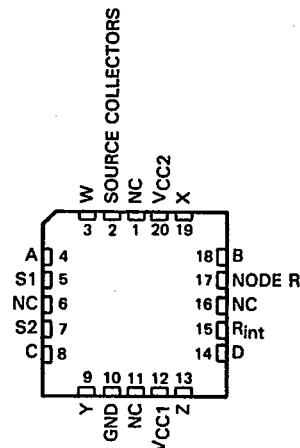 W
SOURCE COLLECTORS
NC
VCC2
X
3
2
1
20
19
A 4
S1 5
NC 6
S2 7
C 8
18 B
17 NODE R
16 NC
15 Rint
14 D
9
10
11
12
13
Y
GND
NC
VCC1
Z